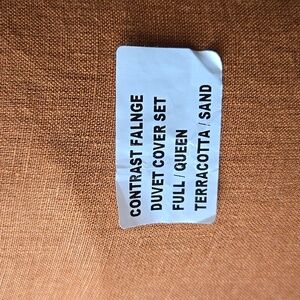 CONTRAST FALNGE
DUVET COVER SET
FULL / QUEEN
TERRACOTTA / SAND